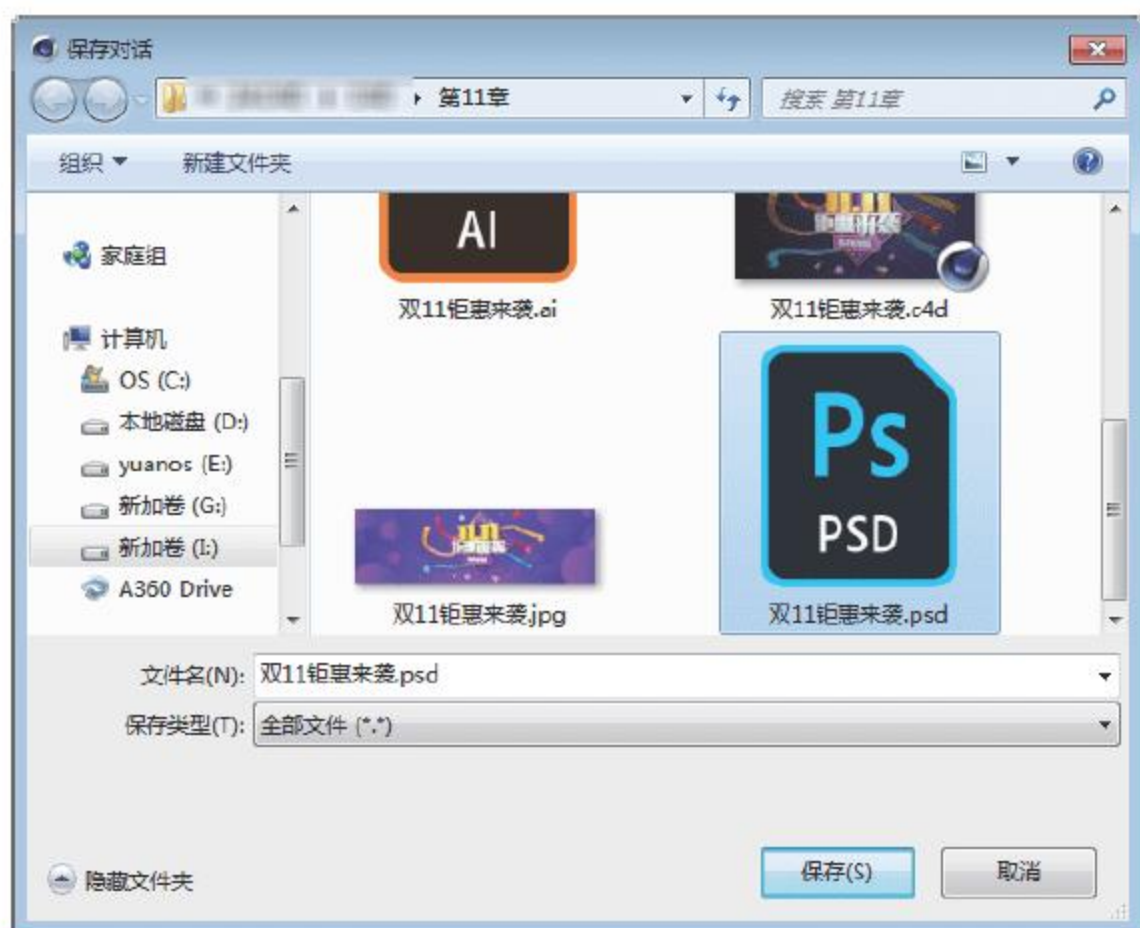 保存对话
第11章
搜索 第11章
组织
新建文件夹
家庭组
计算机
OS (C:)
本地磁盘 (D:)
yuanos (E:)
新加卷 (G:)
新加卷 (I:)
A360 Drive
AI
双11钜惠来袭.ai
双11钜惠来袭.c4d
双11钜惠来袭.jpg
Ps
PSD
双11钜惠来袭.psd
文件名(N): 双11钜惠来袭.psd
保存类型(T): 全部文件 (*.*)
隐藏文件夹
保存(S)
取消